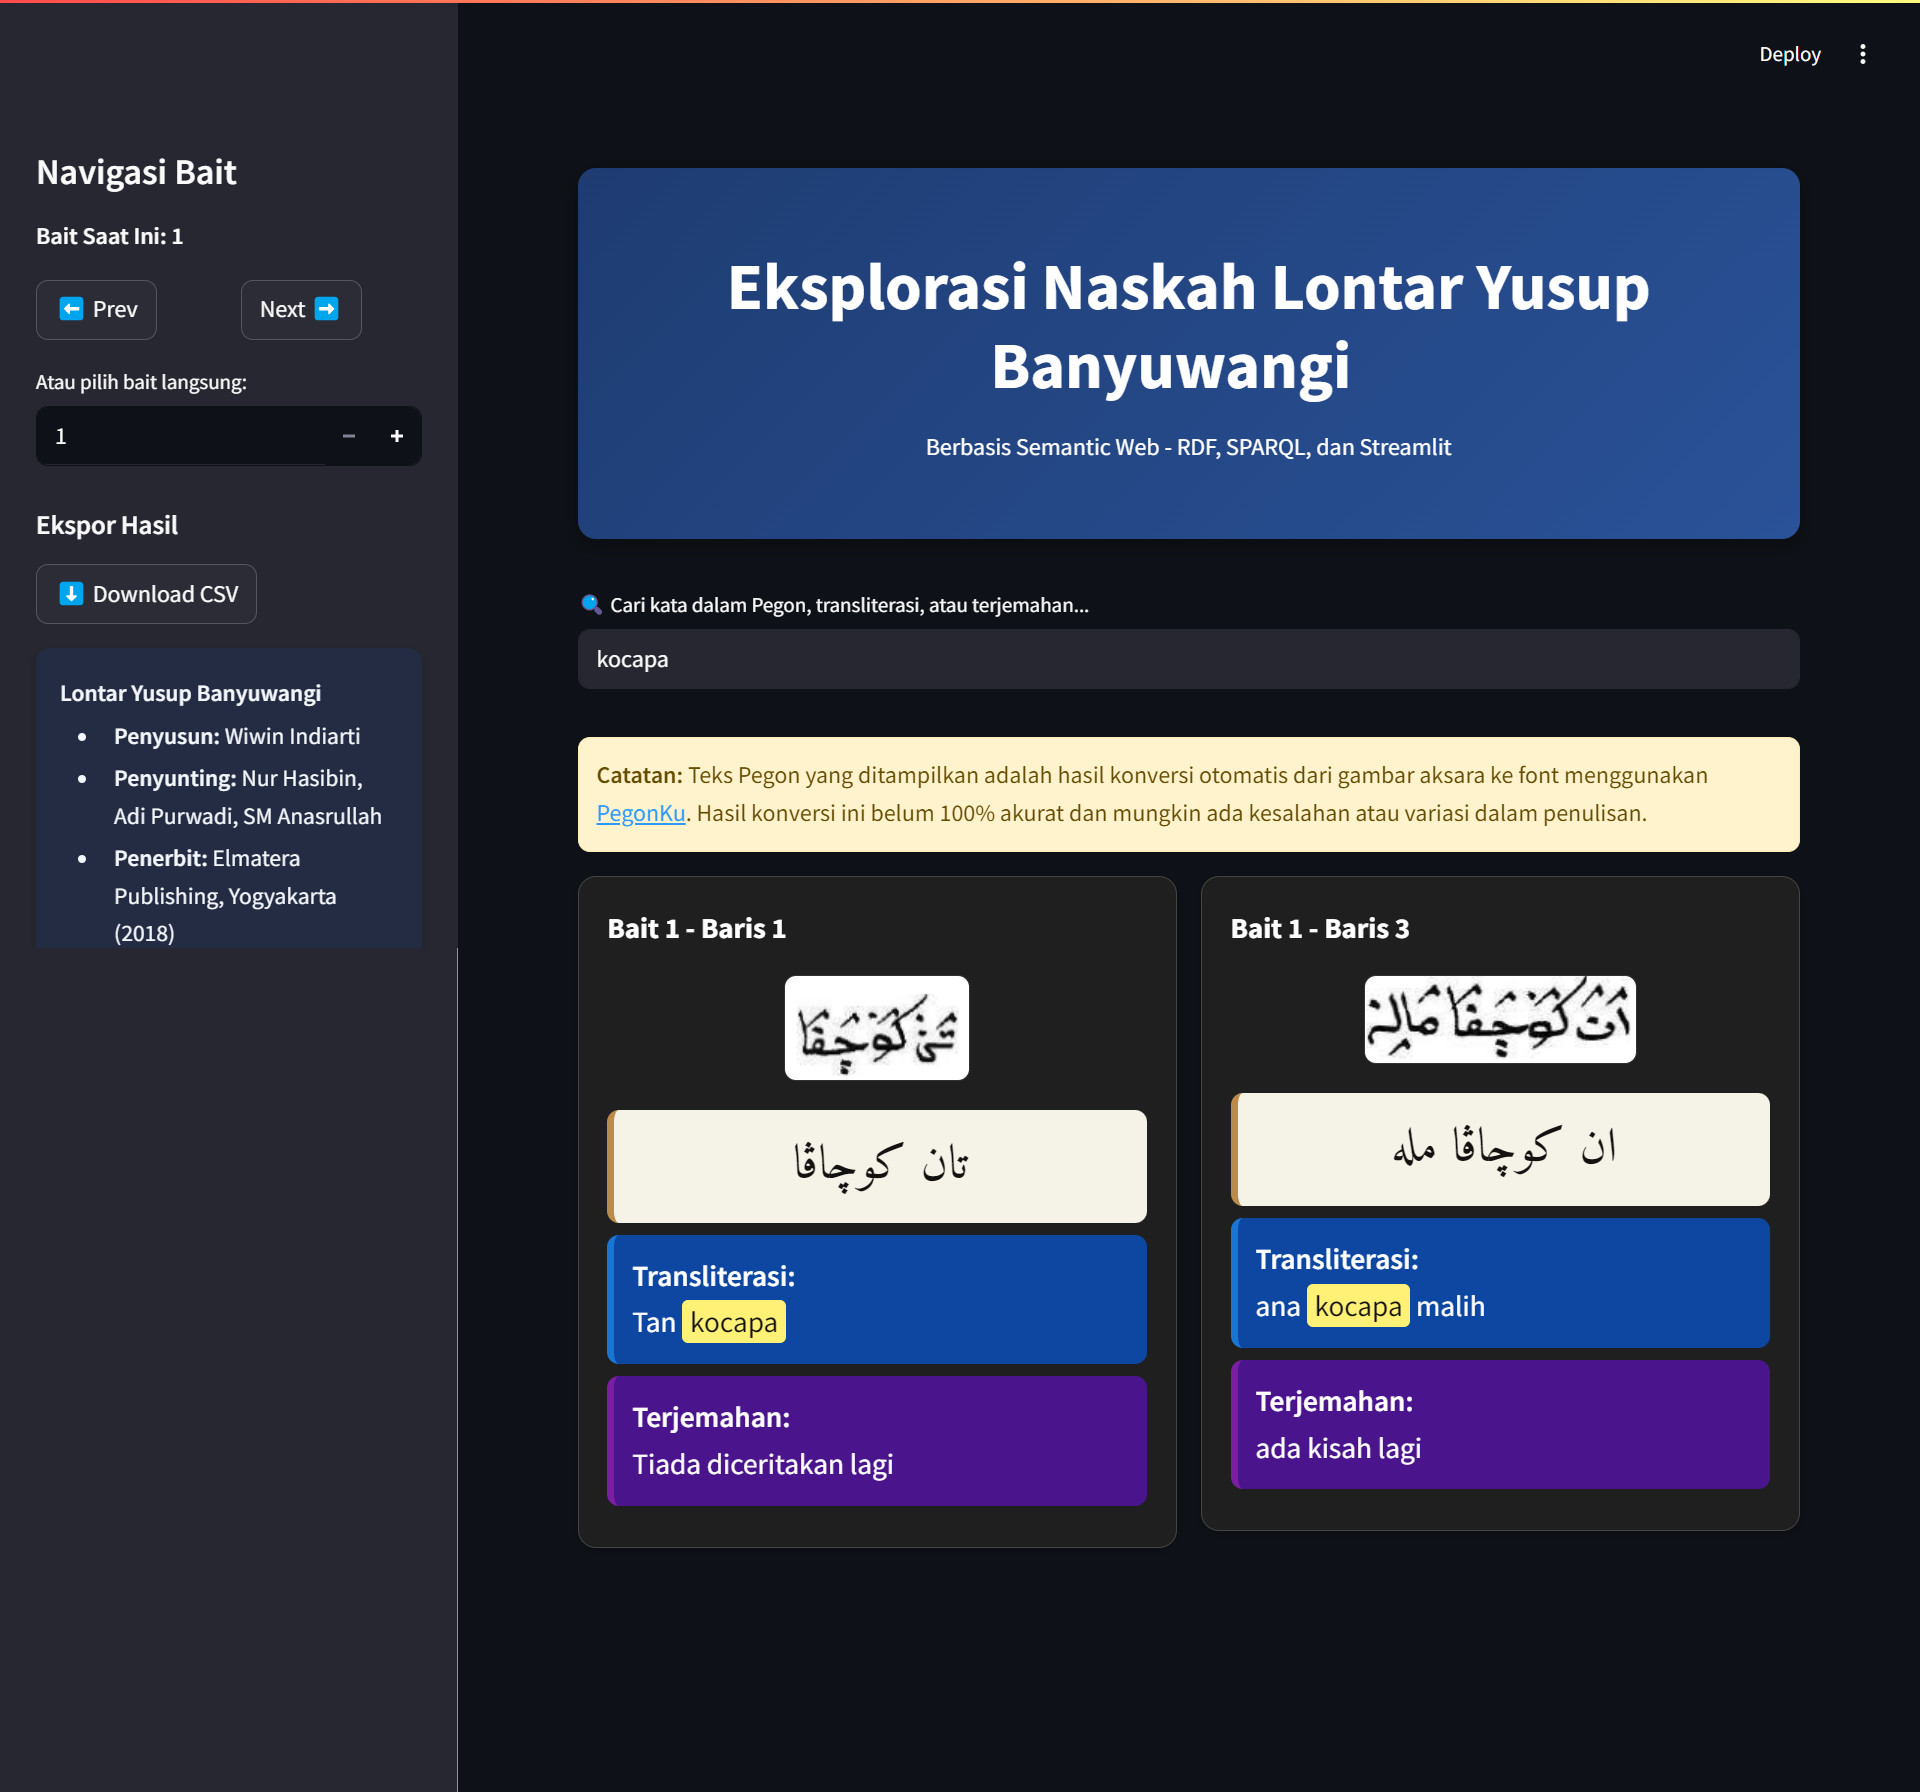 Deploy
Navigasi Bait
Bait Saat Ini: 1
⬅️ Prev
Next ➡️
Atau pilih bait langsung:
1
Ekspor Hasil
⬇️ Download CSV
Lontar Yusup Banyuwangi
• Penyusun: Wiwin Indiarti
• Penyunting: Nur Hasibin,
Adi Purwadi, SM Anasrullah
• Penerbit: Elmatera
Publishing, Yogyakarta
(2018)
Eksplorasi Naskah Lontar Yusup
Banyuwangi
Berbasis Semantic Web - RDF, SPARQL, dan Streamlit
🔍 Cari kata dalam Pegon, transliterasi, atau terjemahan...
kocapa
Catatan: Teks Pegon yang ditampilkan adalah hasil konversi otomatis dari gambar aksara ke font menggunakan
PegonKu. Hasil konversi ini belum 100% akurat dan mungkin ada kesalahan atau variasi dalam penulisan.
Bait 1 - Baris 1
تان كوچاڤا
Transliterasi:
Tan kocapa
Terjemahan:
Tiada diceritakan lagi
Bait 1 - Baris 3
ان كوچاڤا مله
Transliterasi:
ana kocapa malih
Terjemahan:
ada kisah lagi